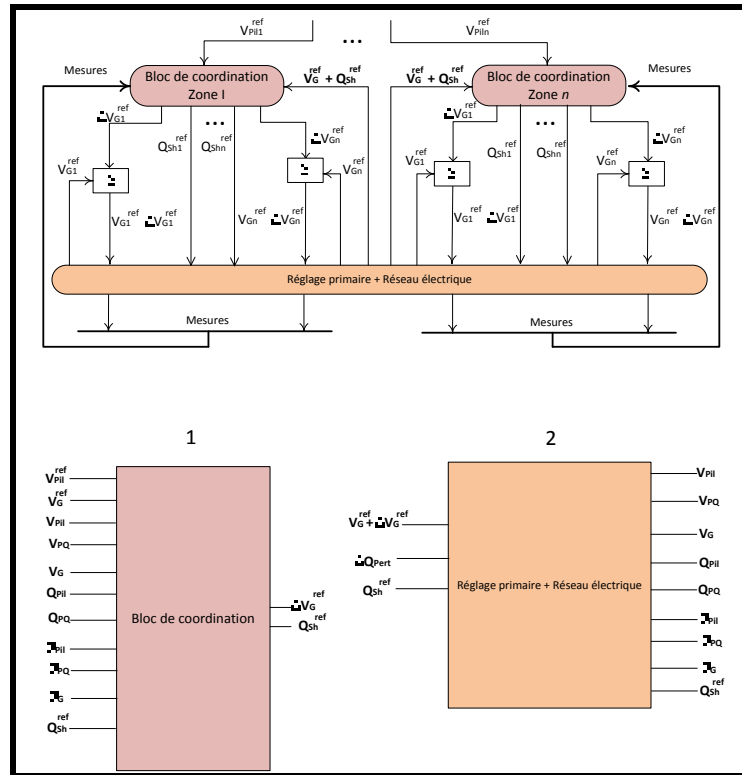 V_Pil1^ref
...
V_Piln^ref
Mesures
Bloc de coordination
Zone I
V_G^ref + Q_Sh^ref
V_G^ref + Q_Sh^ref
Bloc de coordination
Zone n
Mesures
V_G1^ref
Q_Sh1^ref
...
Q_Shn^ref
V_Gn^ref
V_G1^ref
V_Gn^ref
V_G1^ref
Q_Sh1^ref
...
Q_Shn^ref
V_Gn^ref
V_G1^ref
V_Gn^ref
V_G1^ref V_G1^ref
V_Gn^ref V_Gn^ref
V_G1^ref V_G1^ref
V_Gn^ref V_Gn^ref
Réglage primaire + Réseau électrique
Mesures
Mesures
1
V_Pil^ref
V_G^ref
V_Pil
V_PQ
V_G
Q_Pil
Q_PQ
Pil
PQ
G
Q_Sh^ref
Bloc de coordination
V_G^ref
Q_Sh^ref
2
V_G^ref + V_G^ref
Q_Pert
Q_Sh^ref
Réglage primaire + Réseau électrique
V_Pil
V_PQ
V_G
Q_Pil
Q_PQ
Pil
PQ
G
Q_Sh^ref